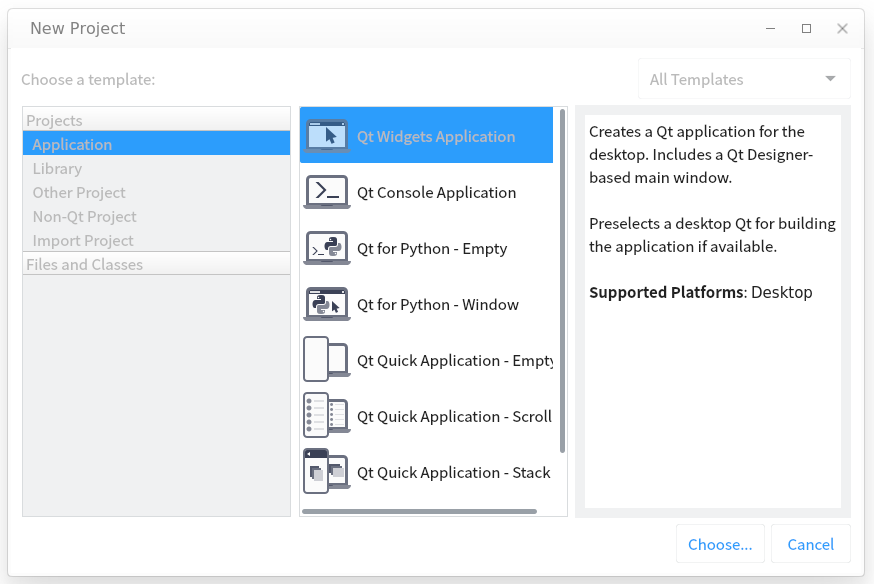 New Project
Choose a template:
All Templates
Projects
Application
Library
Other Project
Non-Qt Project
Import Project
Files and Classes
Qt Widgets Application
Qt Console Application
Qt for Python - Empty
Qt for Python - Window
Qt Quick Application - Empty
Qt Quick Application - Scroll
Qt Quick Application - Stack
Creates a Qt application for the
desktop. Includes a Qt Designer-
based main window.
Preselects a desktop Qt for building
the application if available.
Supported Platforms: Desktop
Choose...
Cancel